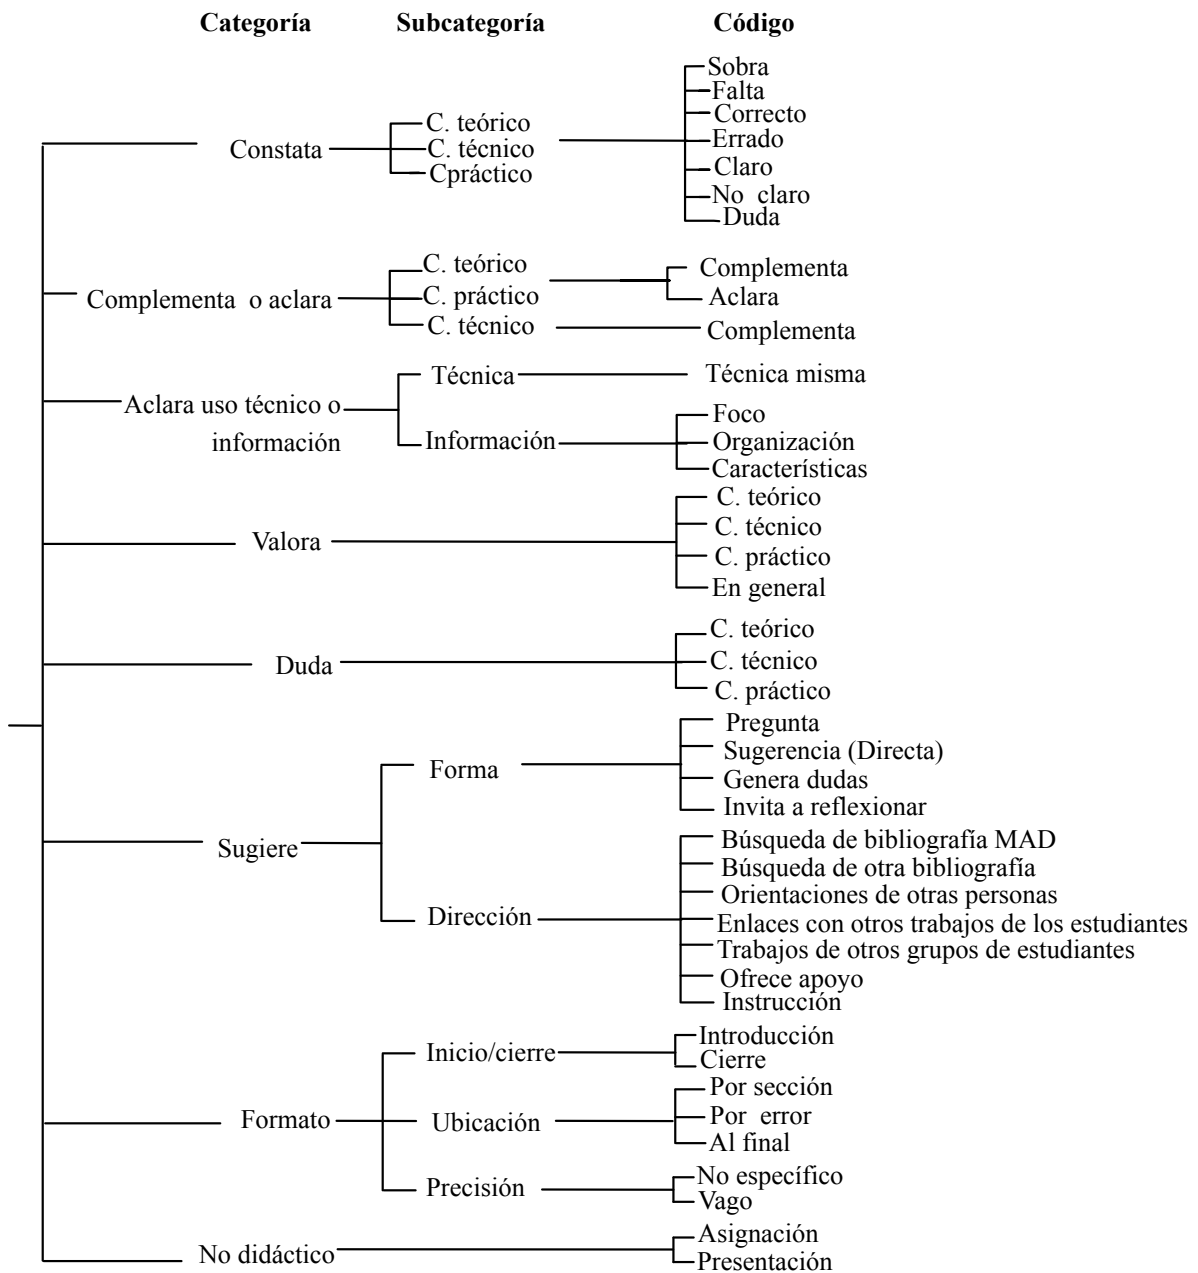 Categoría Subcategoría Código
Constata
C. teórico
C. técnico
Cpráctico
Sobra
Falta
Correcto
Errado
Claro
No claro
Duda
Complementa o aclara
C. teórico
C. práctico
C. técnico
Complementa
Aclara
Complementa
Aclara uso técnico o
información
Técnica
Técnica misma
Información
Foco
Organización
Características
Valora
C. teórico
C. técnico
C. práctico
En general
Duda
C. teórico
C. técnico
C. práctico
Sugiere
Forma
Pregunta
Sugerencia (Directa)
Genera dudas
Invita a reflexionar
Dirección
Búsqueda de bibliografía MAD
Búsqueda de otra bibliografía
Orientaciones de otras personas
Enlaces con otros trabajos de los estudiantes
Trabajos de otros grupos de estudiantes
Ofrece apoyo
Instrucción
Formato
Inicio/cierre
Introducción
Cierre
Ubicación
Por sección
Por error
Al final
Precisión
No específico
Vago
No didáctico
Asignación
Presentación